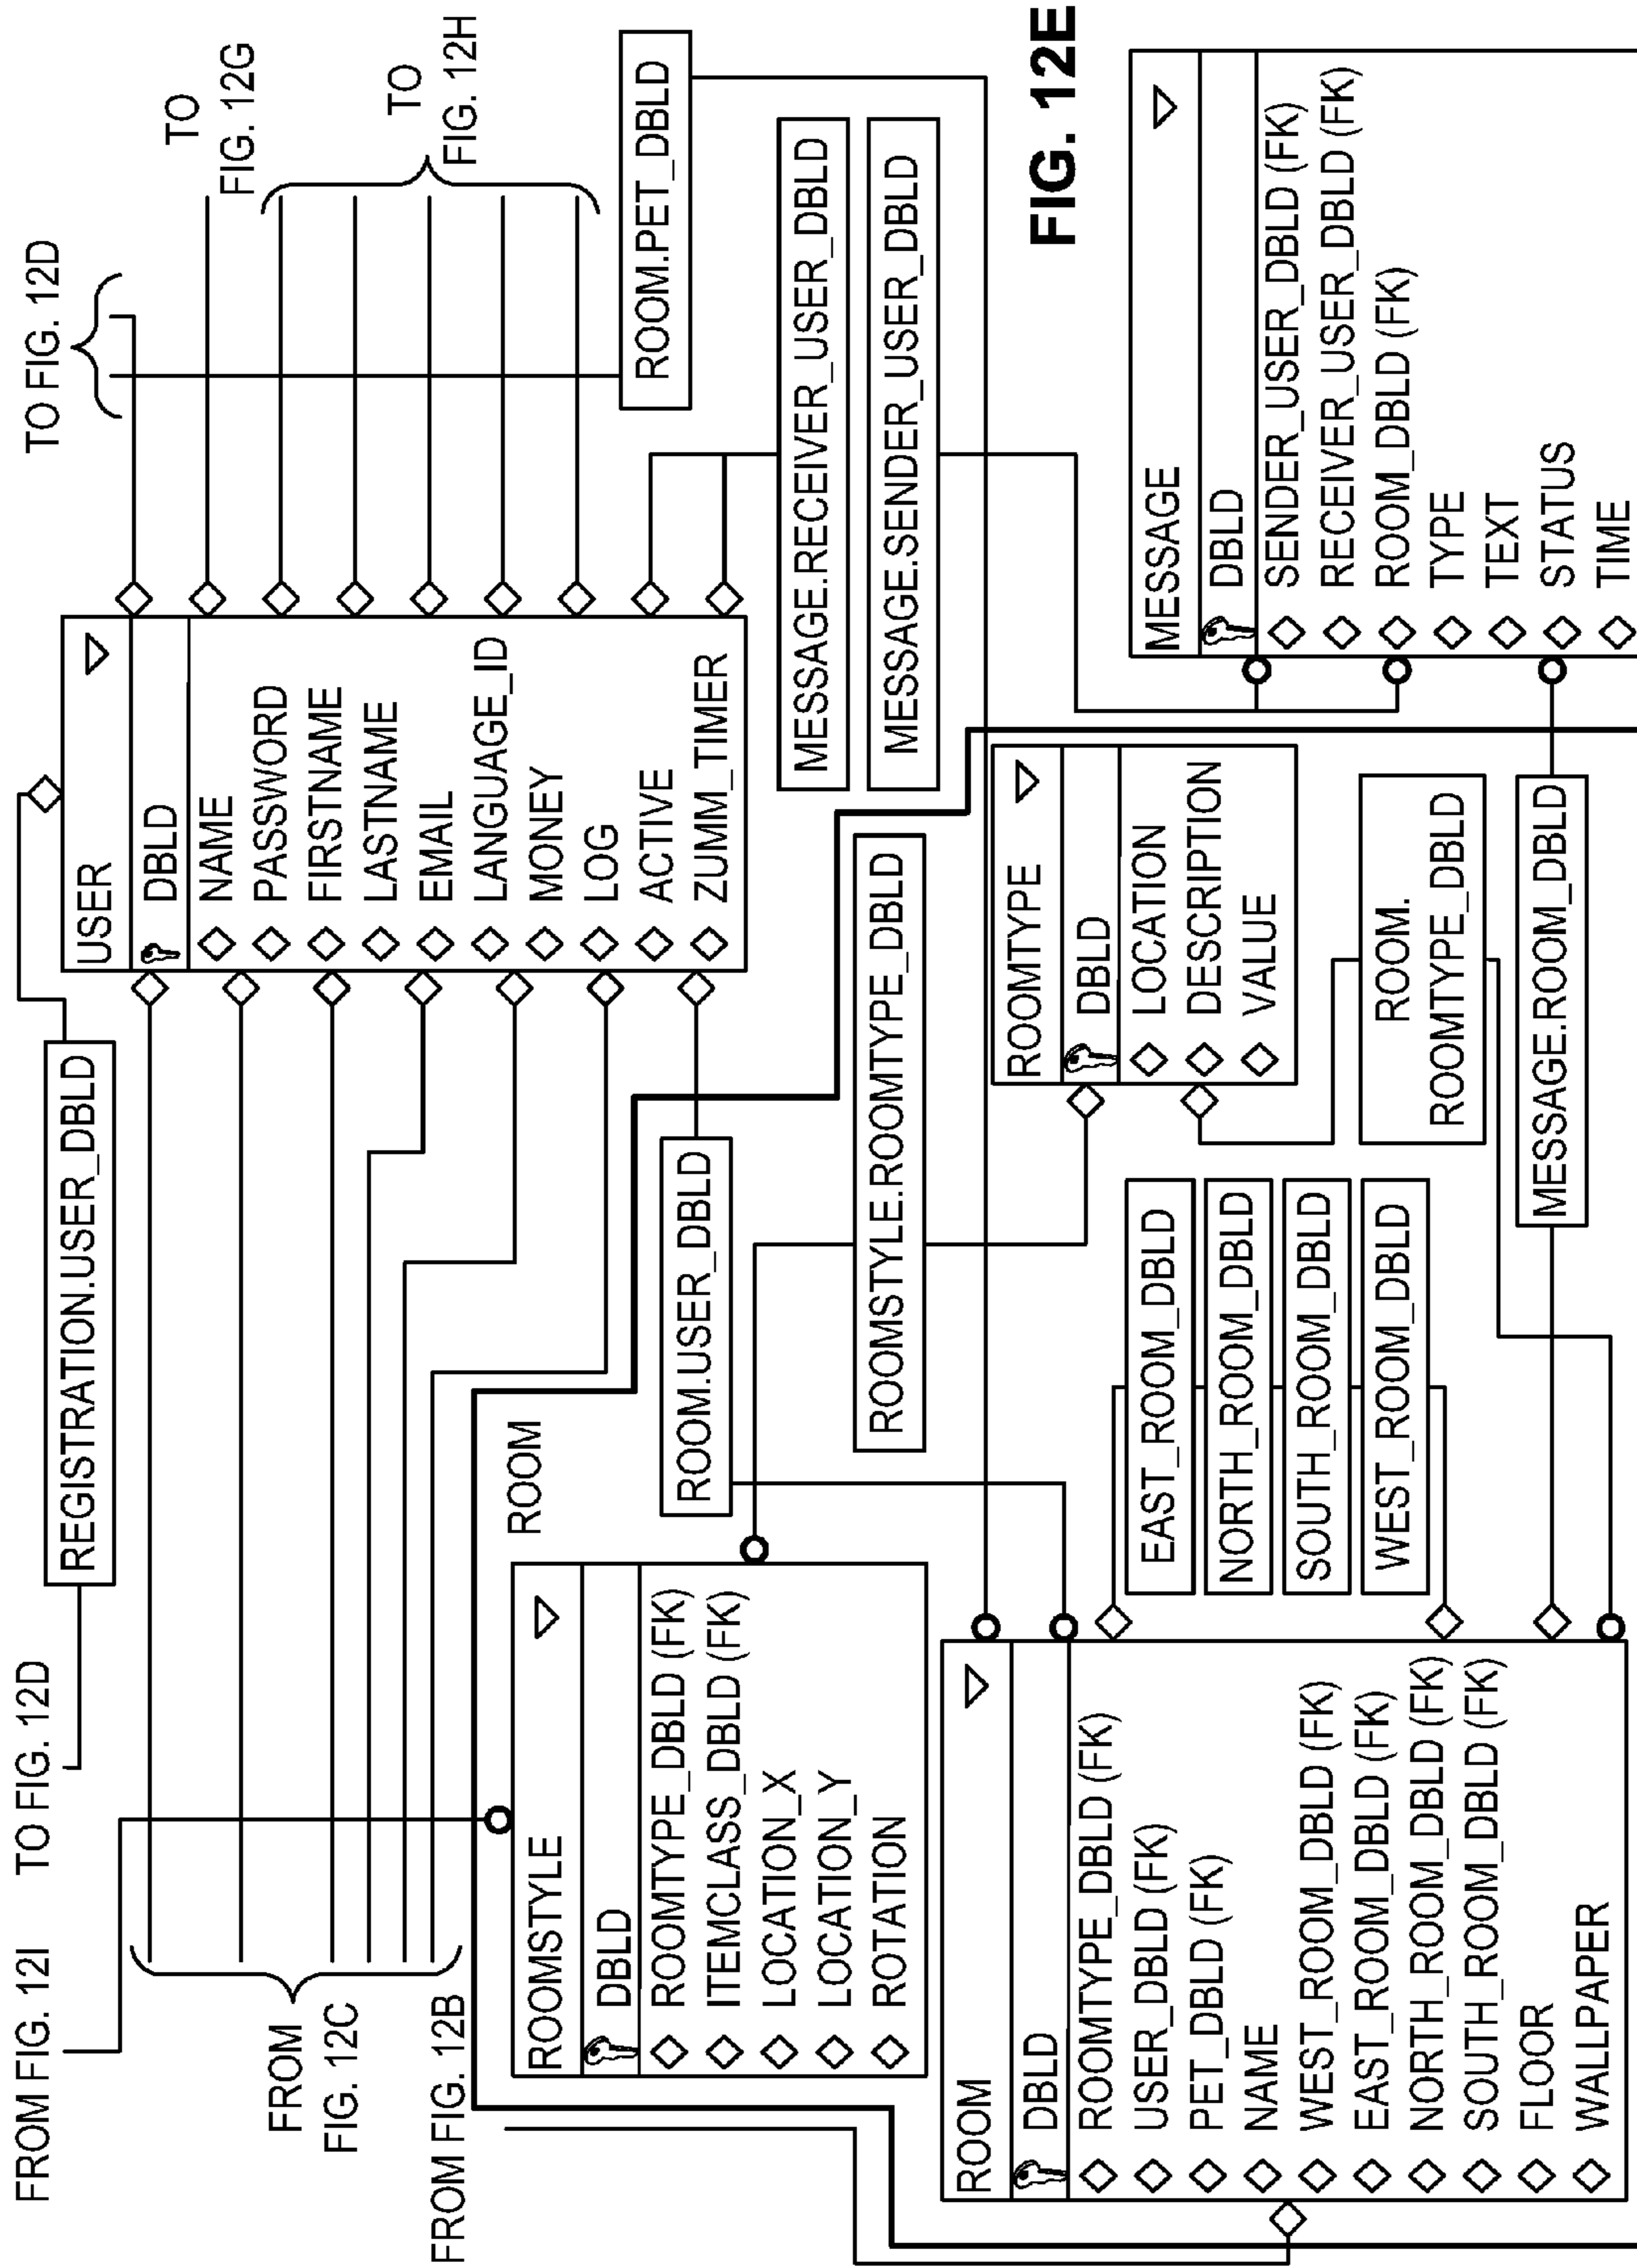 FROM FIG. 12I
TO FIG. 12D
REGISTRATION.USER_DBLD
TO FIG. 12D
FROM
FIG. 12C
FROM FIG. 12B
USER
DBLD
NAME
PASSWORD
FIRSTNAME
LASTNAME
EMAIL
LANGUAGE_ID
MONEY
LOG
ACTIVE
ZUMM_TIMER
TO
FIG. 12G
TO
FIG. 12H
ROOM.PET_DBLD
ROOM
ROOMSTYLE
DBLD
ROOMTYPE_DBLD (FK)
ITEMCLASS_DBLD (FK)
LOCATION_X
LOCATION_Y
ROTATION
ROOM.USER_DBLD
ROOMSTYLE.ROOMTYPE_DBLD
MESSAGE.RECEIVER_USER_DBLD
MESSAGE.SENDER_USER_DBLD
ROOM
DBLD
ROOMTYPE_DBLD (FK)
USER_DBLD (FK)
PET_DBLD (FK)
NAME
WEST_ROOM_DBLD (FK)
EAST_ROOM_DBLD (FK)
NORTH_ROOM_DBLD (FK)
SOUTH_ROOM_DBLD (FK)
FLOOR
WALLPAPER
EAST_ROOM_DBLD
NORTH_ROOM_DBLD
SOUTH_ROOM_DBLD
WEST_ROOM_DBLD
ROOMTYPE
DBLD
LOCATION
DESCRIPTION
VALUE
ROOM.
ROOMTYPE_DBLD
MESSAGE.ROOM_DBLD
FIG. 12E
MESSAGE
DBLD
SENDER_USER_DBLD (FK)
RECEIVER_USER_DBLD (FK)
ROOM_DBLD (FK)
TYPE
TEXT
STATUS
TIME